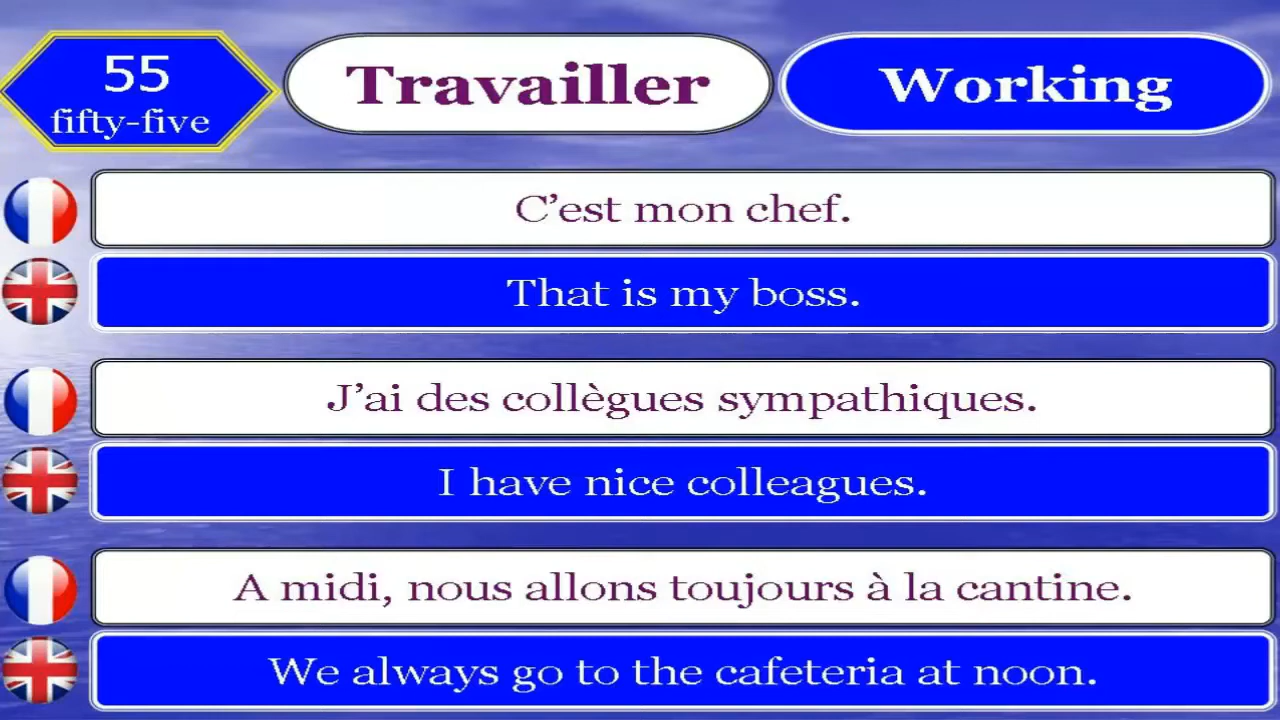 55
fifty-five
Travailler
Working
C’est mon chef.
That is my boss.
J’ai des collègues sympathiques.
I have nice colleagues.
A midi, nous allons toujours à la cantine.
We always go to the cafeteria at noon.